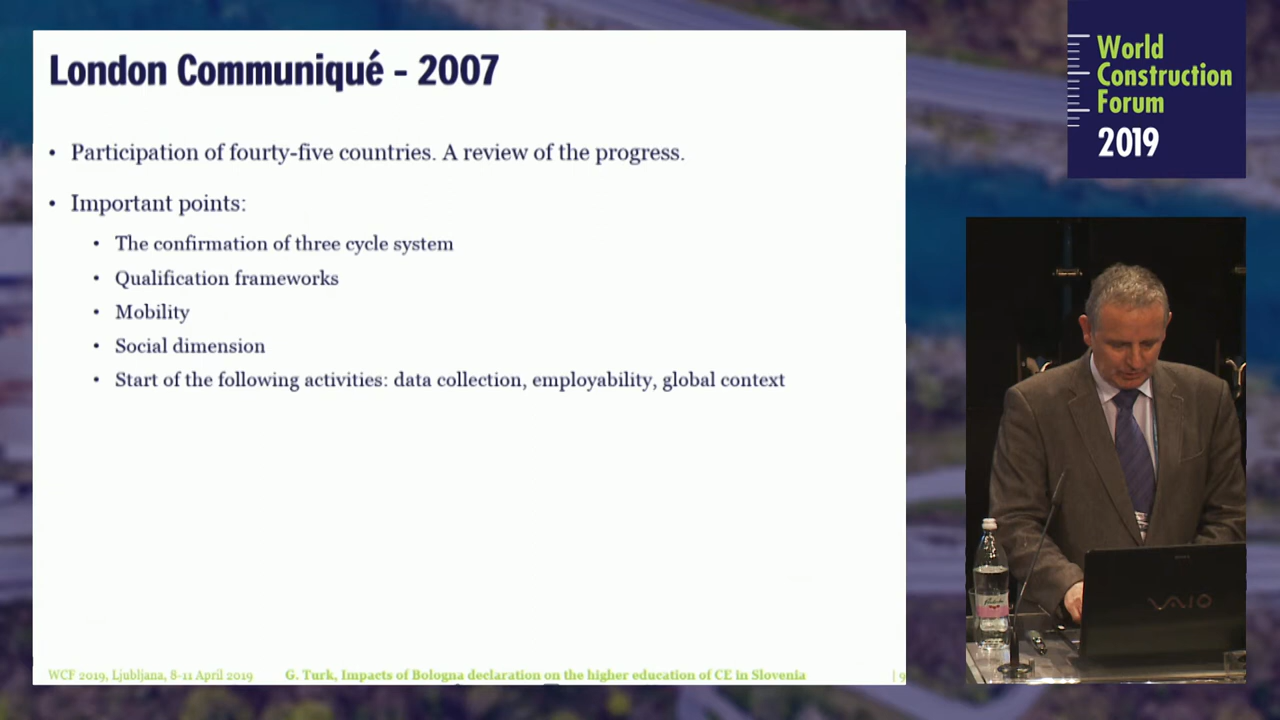 London Communiqué - 2007
• Participation of fourty-five countries. A review of the progress.
• Important points:
• The confirmation of three cycle system
• Qualification frameworks
• Mobility
• Social dimension
• Start of the following activities: data collection, employability, global context
WCF 2019, Ljubljana, 8-11 April 2019
G. Turk, Impacts of Bologna declaration on the higher education of CE in Slovenia
| 9
World
Construction
Forum
2019
VAIO